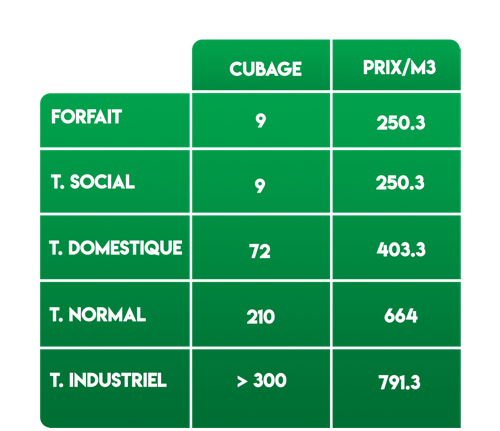 CUBAGE PRIX/M3
FORFAIT 9 250.3
T. SOCIAL 9 250.3
T. DOMESTIQUE 72 403.3
T. NORMAL 210 664
T. INDUSTRIEL > 300 791.3